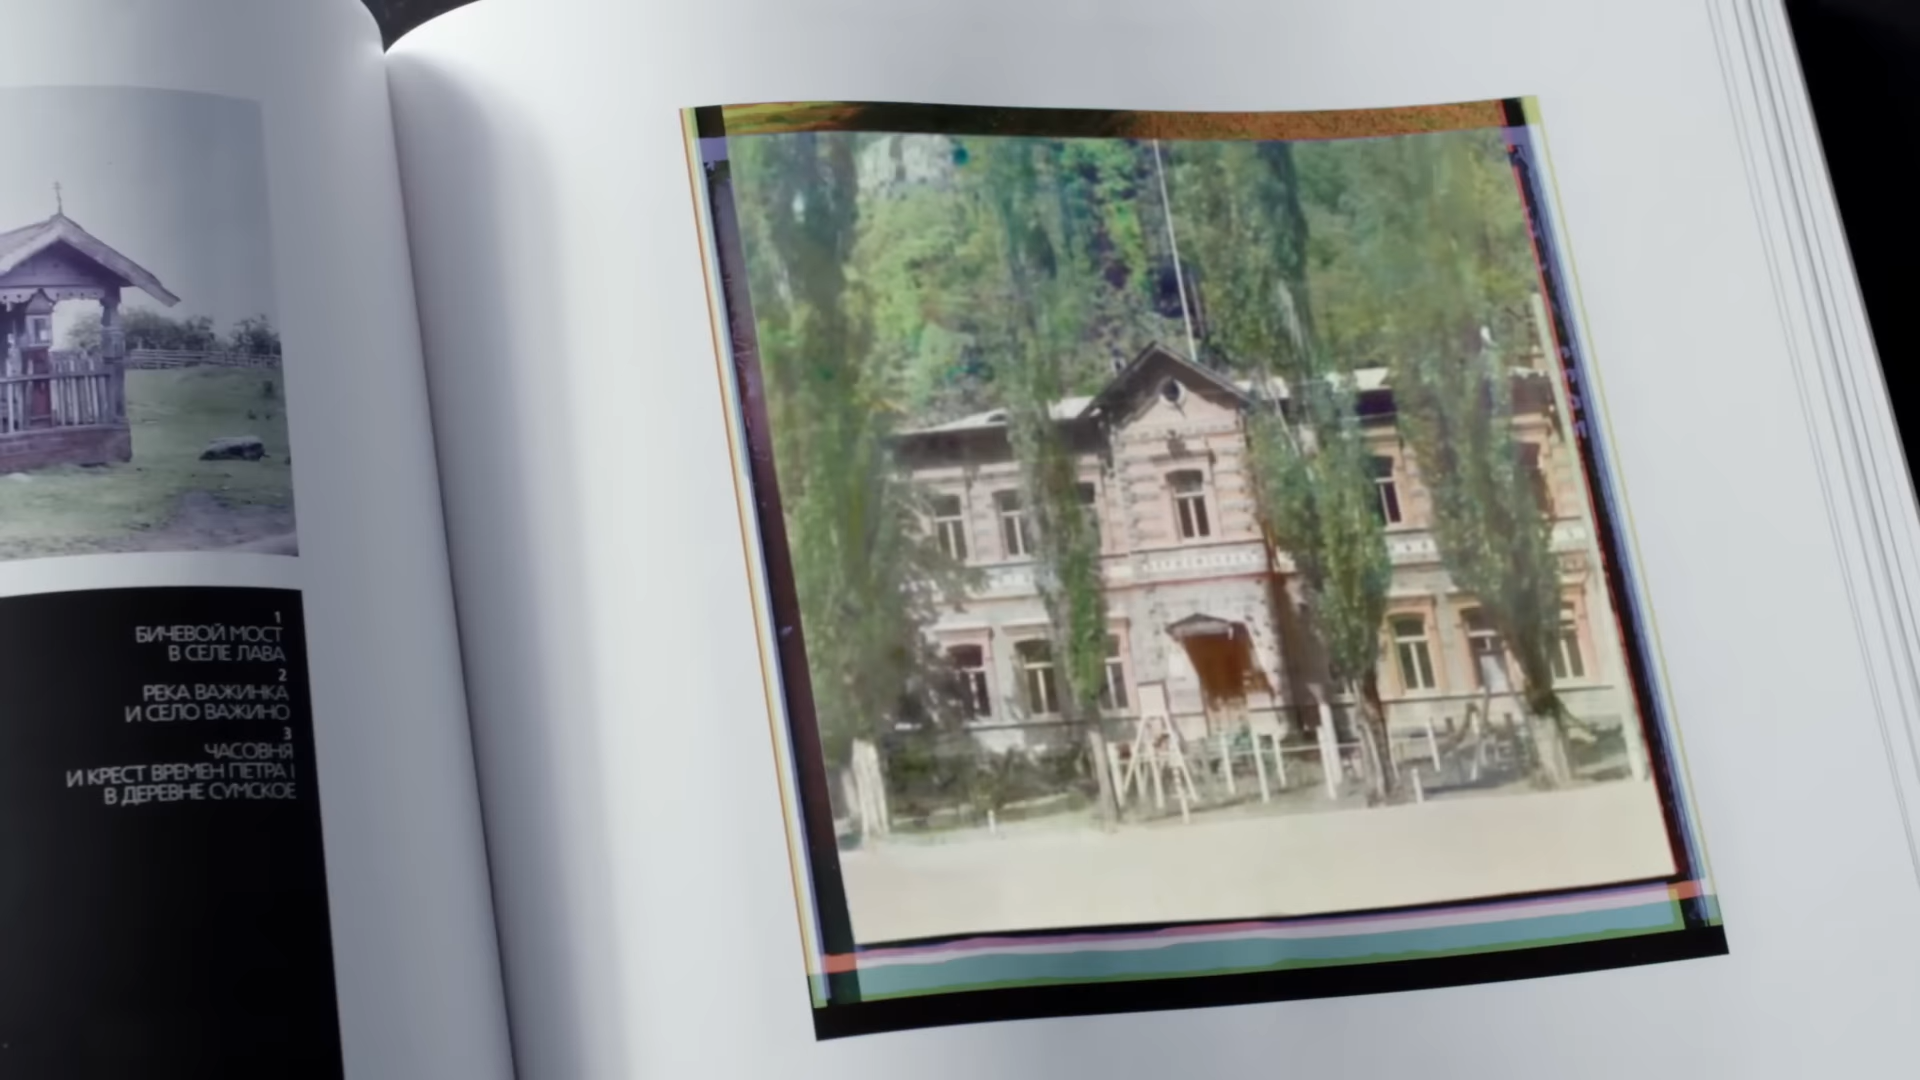 1
БИЧЕВОЙ МОСТ
В СЕЛЕ ЛАВА
2
РЕКА ВАЖИНКА
И СЕЛО ВАЖИНО
3
ЧАСОВНЯ
И КРЕСТ ВРЕМЕН ПЕТРА I
В ДЕРЕВНЕ СУМСКОЕ